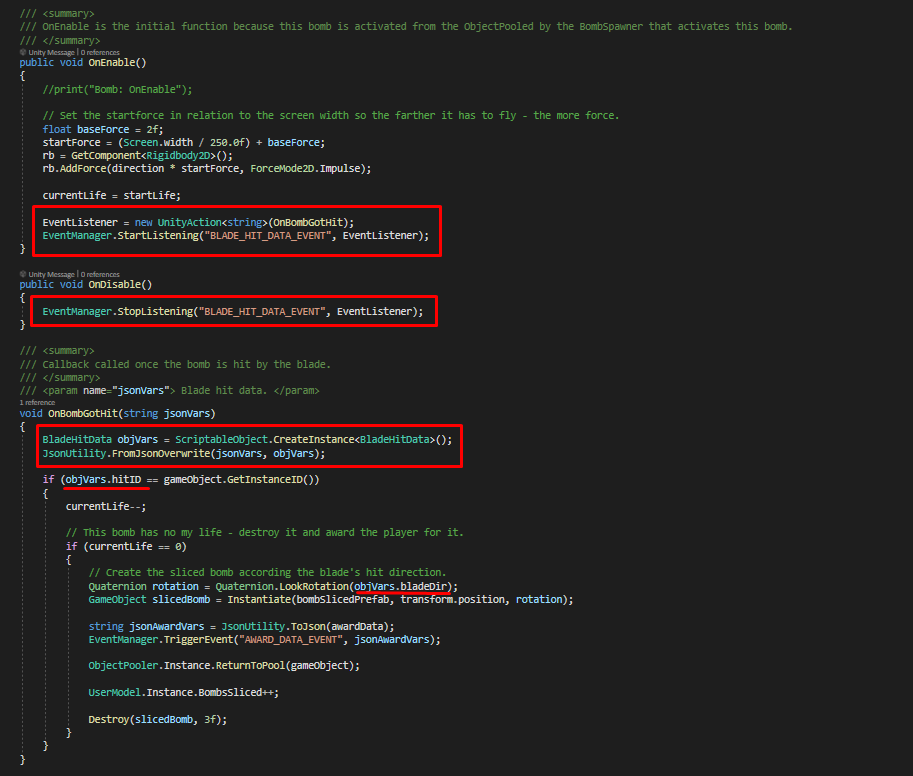 /// <summary>
/// OnEnable is the initial function because this bomb is activated from the ObjectPooled by the BombSpawner that activates this bomb.
/// </summary>
Unity Message | 0 references
public void OnEnable()
{
//print("Bomb: OnEnable");
// Set the startforce in relation to the screen width so the farther it has to fly - the more force.
float baseForce = 2f;
startForce = (Screen.width / 250.0f) + baseForce;
rb = GetComponent<Rigidbody2D>();
rb.AddForce(direction * startForce, ForceMode2D.Impulse);
currentLife = startLife;
EventListener = new UnityAction<string>(OnBombGotHit);
EventManager.StartListening("BLADE_HIT_DATA_EVENT", EventListener);
}
Unity Message | 0 references
public void OnDisable()
{
EventManager.StopListening("BLADE_HIT_DATA_EVENT", EventListener);
}
/// <summary>
/// Callback called once the bomb is hit by the blade.
/// </summary>
/// <param name="jsonVars"> Blade hit data. </param>
1 reference
void OnBombGotHit(string jsonVars)
{
BladeHitData objVars = ScriptableObject.CreateInstance<BladeHitData>();
JsonUtility.FromJsonOverwrite(jsonVars, objVars);
if (objVars.hitID == gameObject.GetInstanceID())
{
currentLife--;
// This bomb has no my life - destroy it and award the player for it.
if (currentLife == 0)
{
// Create the sliced bomb according the blade's hit direction.
Quaternion rotation = Quaternion.LookRotation(objVars.bladeDir);
GameObject slicedBomb = Instantiate(bombSlicedPrefab, transform.position, rotation);
string jsonAwardVars = JsonUtility.ToJson(awardData);
EventManager.TriggerEvent("AWARD_DATA_EVENT", jsonAwardVars);
ObjectPooler.Instance.ReturnToPool(gameObject);
UserModel.Instance.BombsSliced++;
Destroy(slicedBomb, 3f);
}
}
}